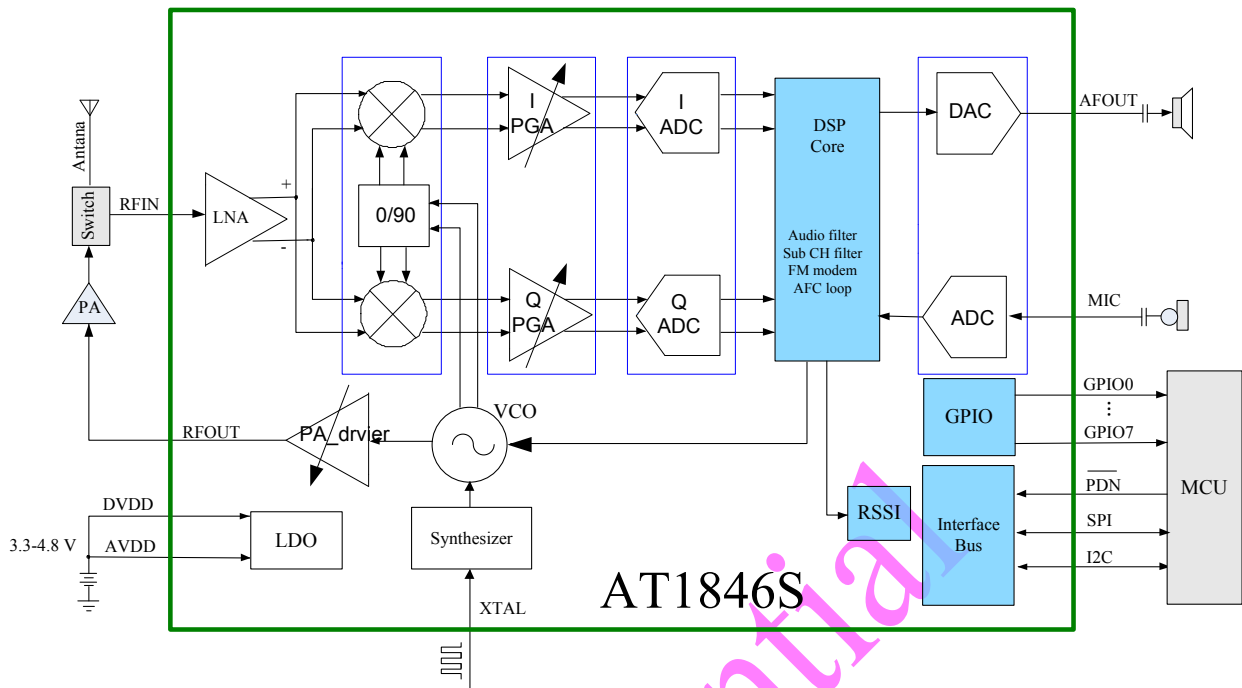 Antana
Switch
RFIN
PA
LNA
+
-
0/90
I
PGA
I
ADC
Q
PGA
Q
ADC
DSP
Core
Audio filter
Sub CH filter
FM modem
AFC loop
DAC
AFOUT
ADC
MIC
VCO
PA_drvier
RFOUT
GPIO
GPIO0
GPIO7
MCU
PDN
SPI
I2C
Interface
Bus
RSSI
DVDD
AVDD
3.3-4.8 V
LDO
Synthesizer
XTAL
AT1846S
ntial